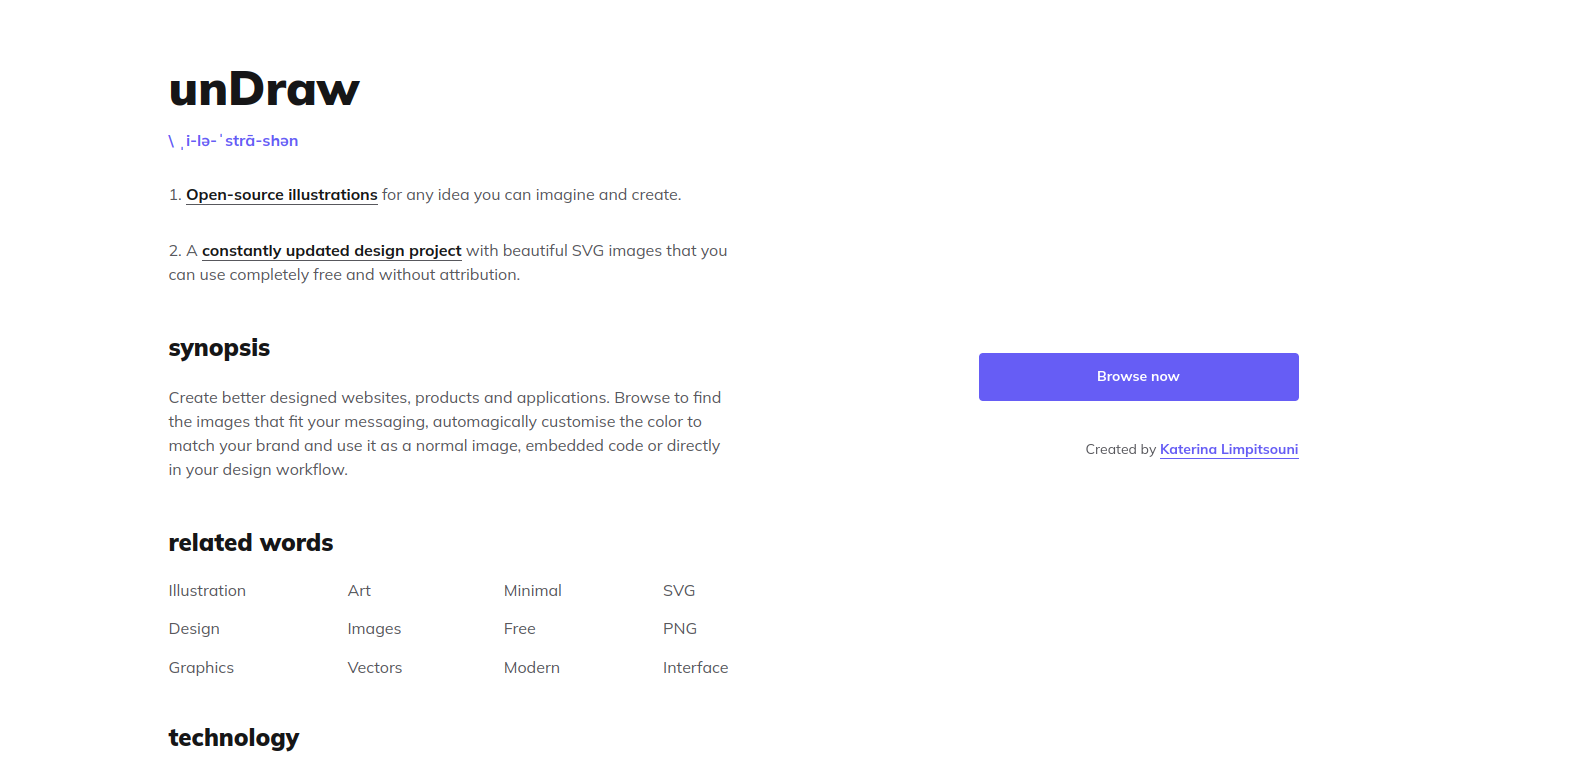 unDraw
\ ˌi-lə-ˈstrā-shən
1. Open-source illustrations for any idea you can imagine and create.
2. A constantly updated design project with beautiful SVG images that you
can use completely free and without attribution.
synopsis
Create better designed websites, products and applications. Browse to find
the images that fit your messaging, automagically customise the color to
match your brand and use it as a normal image, embedded code or directly
in your design workflow.
Browse now
Created by Katerina Limpitsouni
related words
Illustration Art Minimal SVG
Design Images Free PNG
Graphics Vectors Modern Interface
technology